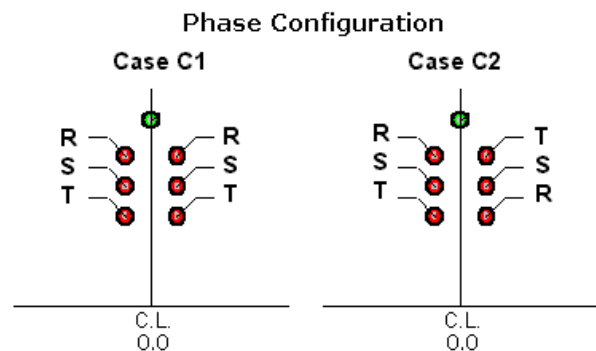 Phase Configuration
Case C1
Case C2
R R
S S
T T
R T
S S
T R
C.L.
0.0
C.L.
0.0